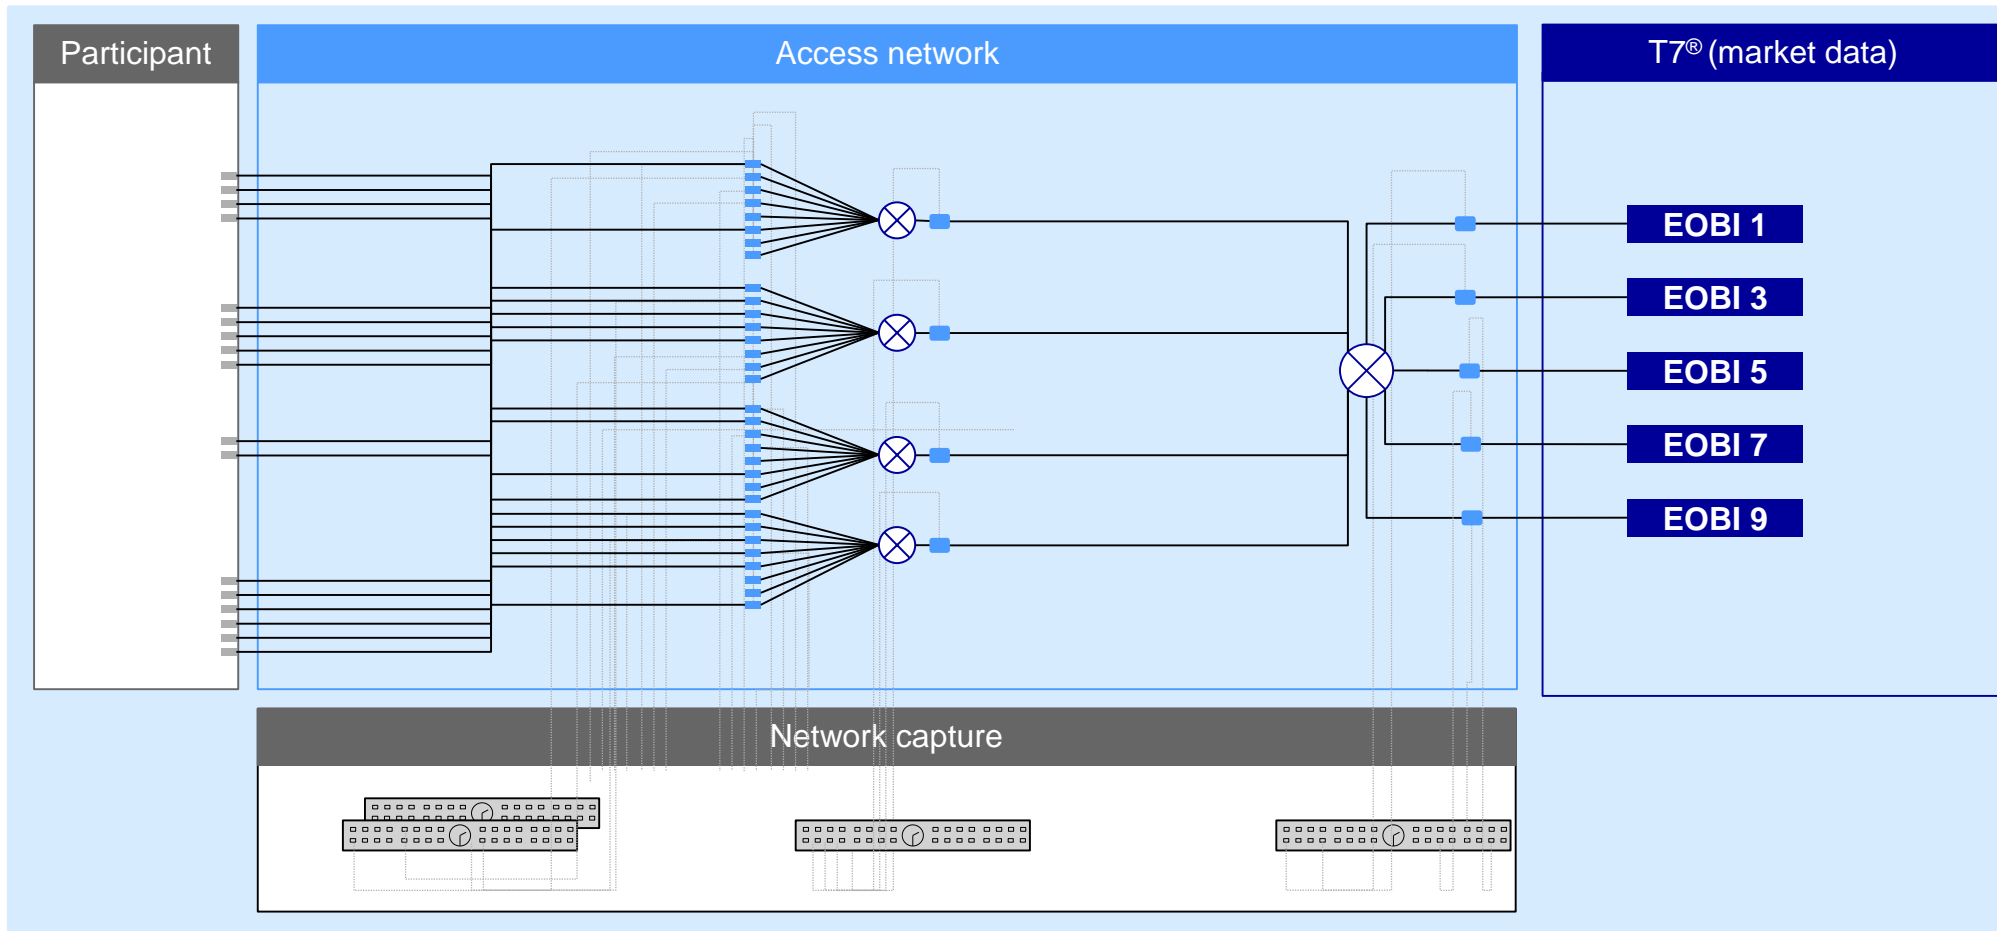 Participant
Access network
T7® (market data)
EOBI 1
EOBI 3
EOBI 5
EOBI 7
EOBI 9
Network capture